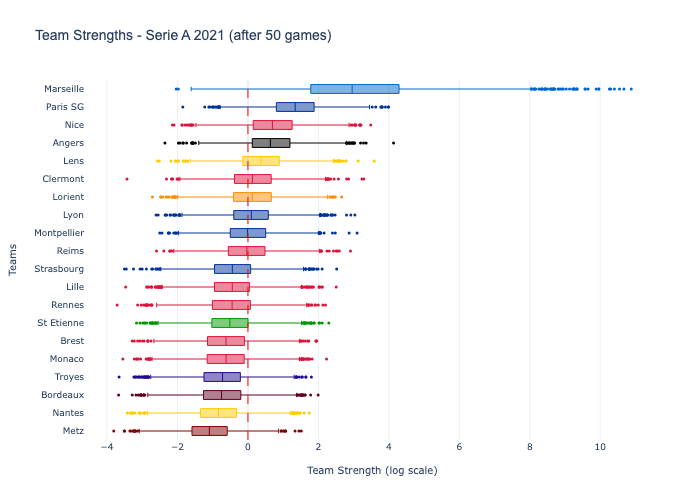 Team Strengths - Serie A 2021 (after 50 games)
Marseille
Paris SG
Nice
Angers
Lens
Clermont
Lorient
Lyon
Montpellier
Reims
Strasbourg
Lille
Rennes
St Etienne
Brest
Monaco
Troyes
Bordeaux
Nantes
Metz
Teams
−4 −2 0 2 4 6 8 10
Team Strength (log scale)